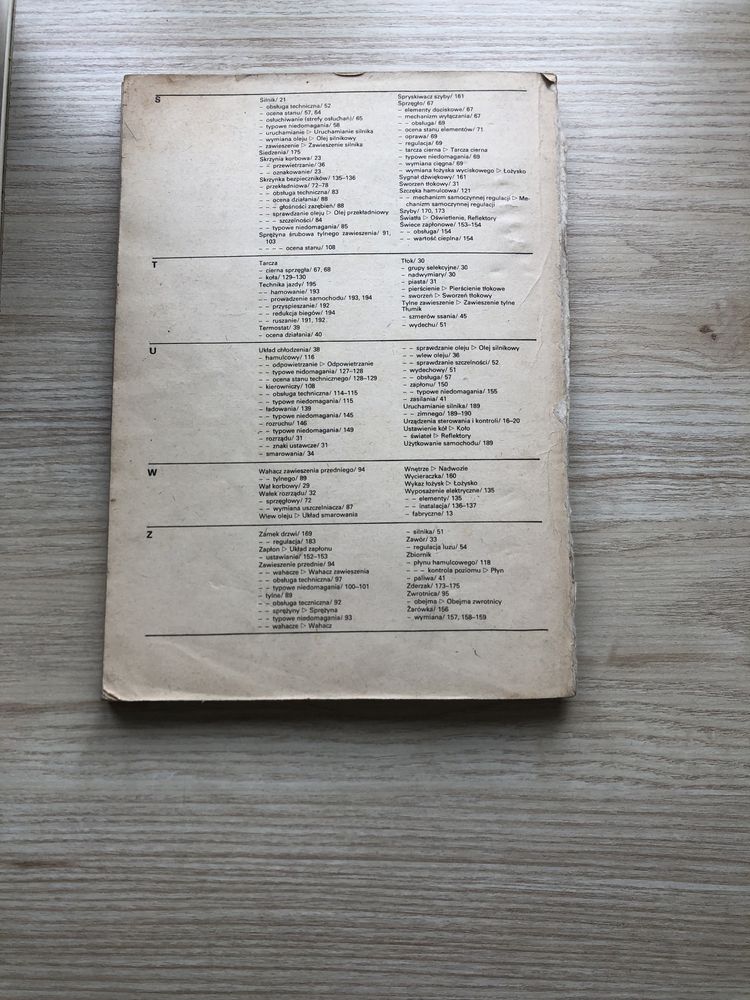 S
Silnik/ 21
– obsługa techniczna/ 52
– ocena stanu/ 57, 64
– osłuchiwanie (strefy osłuchań)/ 65
– typowe niedomagania/ 58
– uruchamianie ▷ Uruchamianie silnika
– wymiana oleju ▷ Olej silnikowy
– zawieszenie ▷ Zawieszenie silnika
Siedzenia/ 175
Skrzynia korbowa/ 23
– – przewietrzanie/ 36
– – oznakowanie/ 23
Skrzynka bezpieczników/ 135–136
– przekładniowa/ 72–78
– – obsługa techniczna/ 83
– – ocena działania/ 88
– – – głośności zazębień/ 88
– – – sprawdzanie oleju ▷ Olej przekładniowy
– – – – szczelności/ 84
– – typowe niedomagania/ 85
Sprężyna śrubowa tylnego zawieszenia/ 91,
103
– – – – ocena stanu/ 108
Spryskiwacz szyby/ 161
Sprzęgło/ 67
– elementy dociskowe/ 67
– mechanizm wyłączania/ 67
– – obsługa/ 69
– ocena stanu elementów/ 71
– oprawa/ 69
– regulacja/ 69
– tarcza cierna ▷ Tarcza cierna
– typowe niedomagania/ 69
– wymiana cięgna/ 69
– wymiana łożyska wyciskowego ▷ Łożysko
Sygnał dźwiękowy/ 161
Sworzeń tłokowy/ 31
Szczęka hamulcowa/ 121
– – mechanizm samoczynnej regulacji ▷ Me-
chanizm samoczynnej regulacji
Szyby/ 170, 173
Światła ▷ Oświetlenie, Reflektory
Świece zapłonowe/ 153–154
– – obsługa/ 154
– – wartość cieplna/ 154
T
Tarcza
– cierna sprzęgła/ 67, 68
– koła/ 129–130
Technika jazdy/ 195
– – hamowanie/ 193
– – prowadzenie samochodu/ 193, 194
– – – przyspieszanie/ 192
– – – redukcja biegów/ 194
– – – ruszanie/ 191, 192
Termostat/ 39
– ocena działania/ 40
Tłok/ 30
– grupy selekcyjne/ 30
– nadwymiary/ 30
– piasta/ 31
– pierścienie ▷ Pierścienie tłokowe
– sworzeń ▷ Sworzeń tłokowy
Tylne zawieszenie ▷ Zawieszenie tylne
Tłumik
– szmerów ssania/ 45
– wydechu/ 51
U
Układ chłodzenia/ 38
– hamulcowy/ 116
– – odpowietrzanie ▷ Odpowietrzanie
– – typowe nidomagania/ 127–128
– – ocena stanu technicznego/ 128–129
– kierowniczy/ 108
– – obsługa techniczna/ 114–115
– – typowe niedomagania/ 115
– ładowania/ 139
– – typowe niedomagania/ 145
– rozruchu/ 146
– – typowe niedomagania/ 149
– rozrządu/ 31
– – znaki ustawcze/ 31
– smarowania/ 34
– – sprawdzanie oleju ▷ Olej silnikowy
– – wlew oleju/ 36
– – – sprawdzanie szczelności/ 52
– wydechowy/ 51
– – obsługa/ 57
– zapłonu/ 150
– – typowe niedomagania/ 155
– zasilania/ 41
Uruchamianie silnika/ 189
– – zimnego/ 189–190
Urządzenia sterowania i kontroli/ 16–20
Ustawienie kół ▷ Koło
– świateł ▷ Reflektory
Użytkowanie samochodu/ 189
W
Wahacz zawieszenia przedniego/ 94
– – tylnego/ 89
Wał korbowy/ 29
Wałek rozrządu/ 32
– sprzęgłowy/ 72
– – wymiana uszczelniacza/ 87
Wlew oleju ▷ Układ smarowania
Wnętrze ▷ Nadwozie
Wycieraczka/ 160
Wykaz łożysk ▷ Łożysko
Wyposażenie elektryczne/ 135
– – elementy/ 135
– – instalacja/ 136–137
– fabryczne/ 13
Z
Zamek drzwi/ 169
– – regulacja/ 183
Zapłon ▷ Układ zapłonu
– ustawianie/ 152–153
Zawieszenie przednie/ 94
– – wahacze ▷ Wahacz zawieszenia
– – obsługa techniczna/ 97
– – typowe niedomagania/ 100–101
– tylne/ 89
– – obsługa teczniczna/ 92
– – sprężyny ▷ Sprężyna
– – typowe niedomagania/ 93
– – wahacze ▷ Wahacz
– silnika/ 51
Zawór/ 33
– regulacja luzu/ 54
Zbiornik
– płynu hamulcowego/ 118
– – – kontrola poziomu ▷ Płyn
– paliwa/ 41
Zderzak/ 173–175
Zwrotnica/ 95
– obejma ▷ Obejma zwrotnicy
Żarówka/ 156
– wymiana/ 157, 158–159